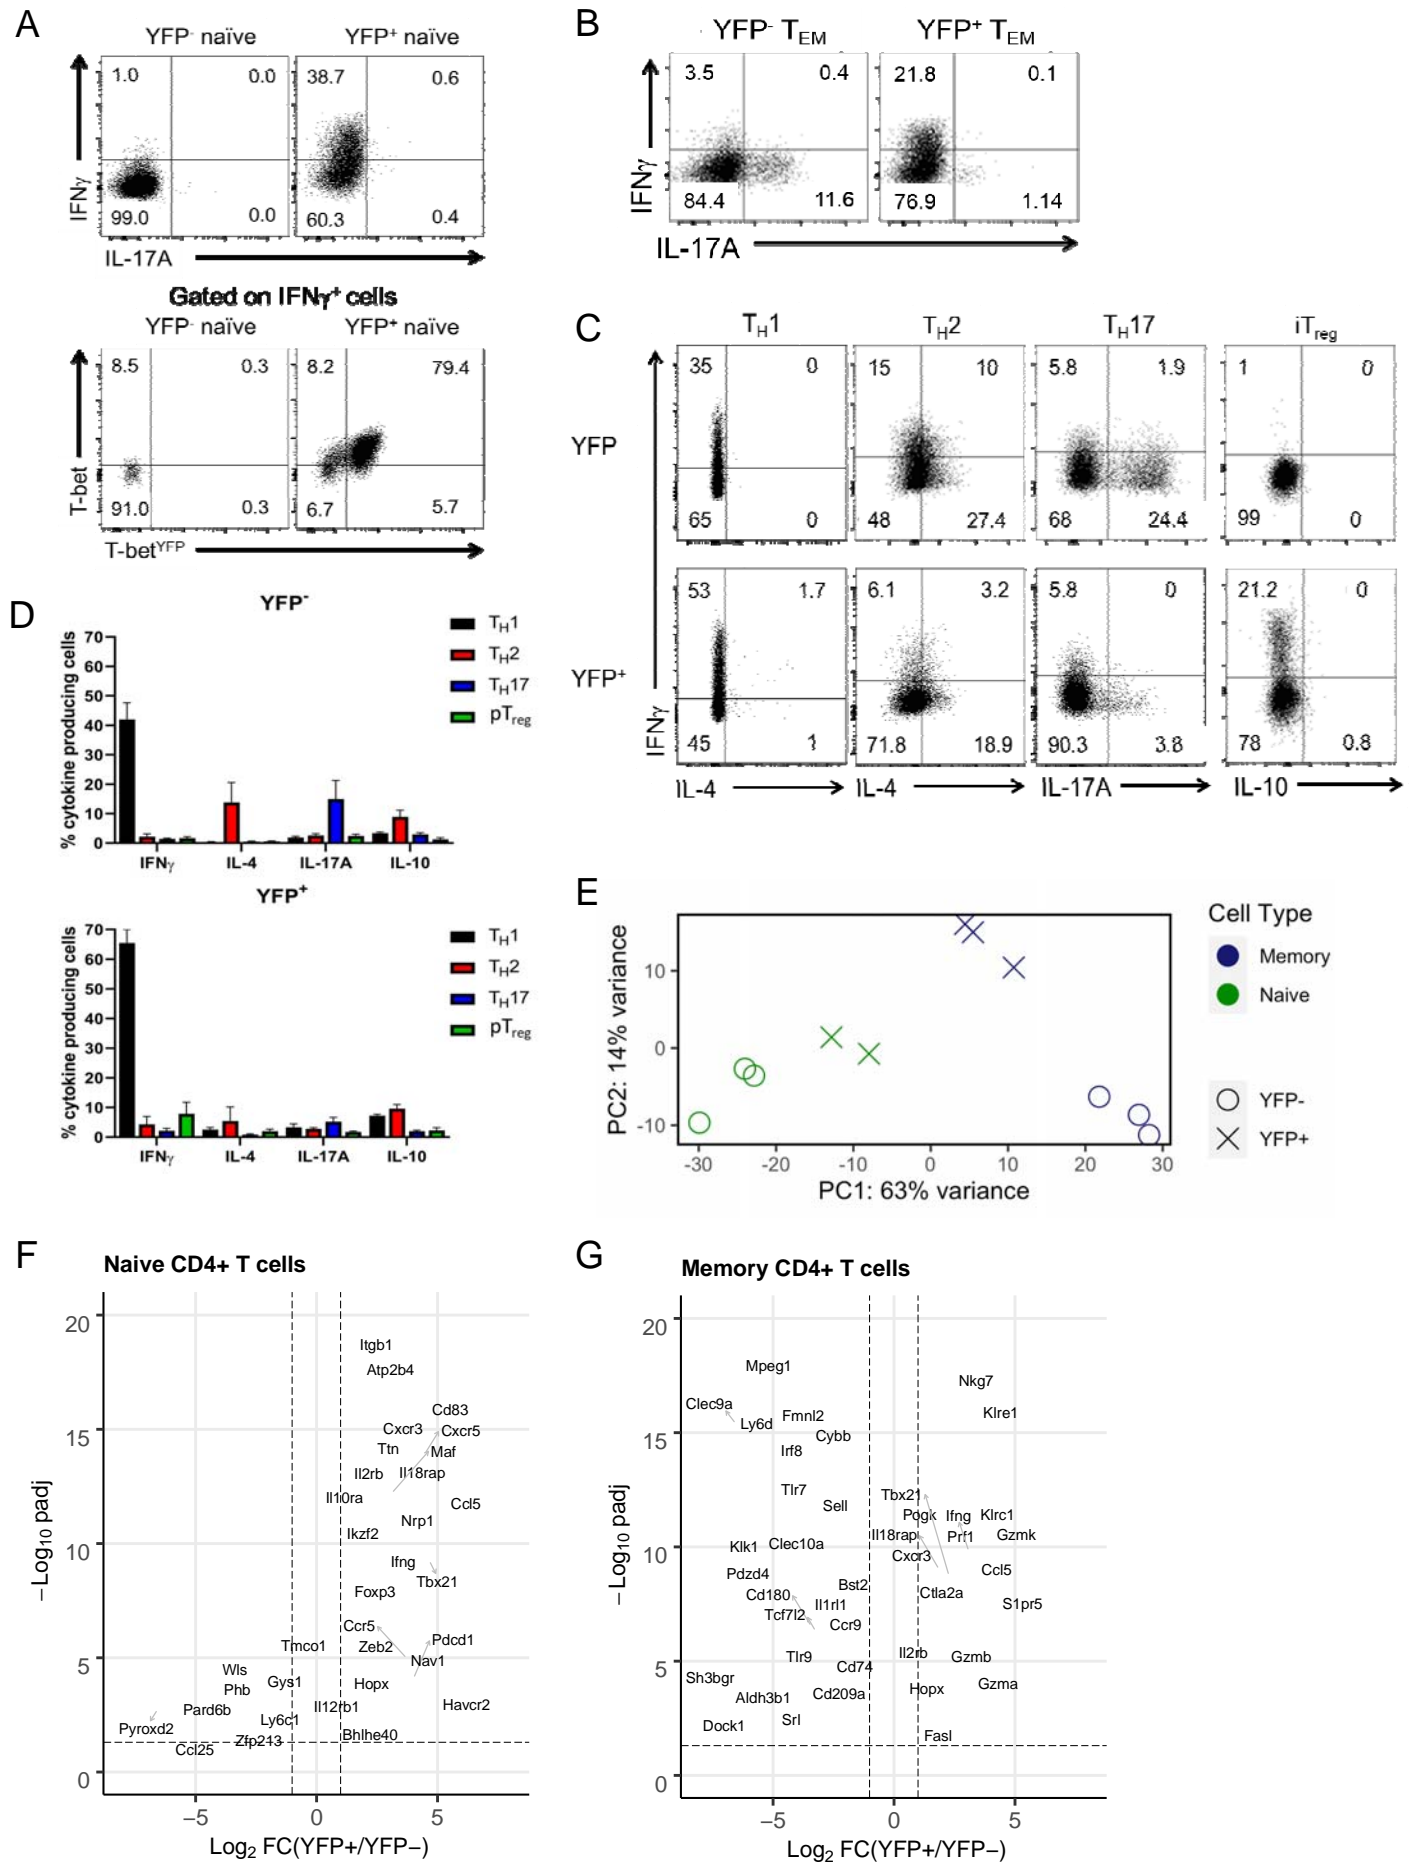 A
YFP- naïve
YFP+ naïve
1.0
0.0
38.7
0.6
99.0
0.0
60.3
0.4
IFNγ
IL-17A
Gated on IFNγ+ cells
YFP- naïve
YFP+ naïve
8.5
0.3
8.2
79.4
91.0
0.3
6.7
5.7
T-bet
T-betYFP
B
YFP- TEM
YFP+ TEM
3.5
0.4
21.8
0.1
84.4
11.6
76.9
1.14
IFNγ
IL-17A
C
TH1
TH2
TH17
iTreg
YFP
35
0
15
10
5.8
1.9
1
0
65
0
48
27.4
68
24.4
99
0
YFP+
53
1.7
6.1
3.2
5.8
0
21.2
0
45
1
71.8
18.9
90.3
3.8
78
0.8
IFNγ
IL-4
IL-4
IL-17A
IL-10
D
YFP-
% cytokine producing cells
70
60
50
40
30
20
10
0
IFNγ
IL-4
IL-17A
IL-10
TH1
TH2
TH17
pTreg
YFP+
% cytokine producing cells
70
60
50
40
30
20
10
0
IFNγ
IL-4
IL-17A
IL-10
TH1
TH2
TH17
pTreg
E
PC2: 14% variance
10
0
-10
-30
-20
-10
0
10
20
30
PC1: 63% variance
Cell Type
Memory
Naive
YFP-
YFP+
F
Naive CD4+ T cells
−Log10 padj
20
15
10
5
0
Itgb1
Atp2b4
Cd83
Cxcr3
Cxcr5
Ttn
Maf
Il2rb
Il18rap
Il10ra
Ccl5
Nrp1
Ikzf2
Ifng
Tbx21
Foxp3
Ccr5
Tmco1
Zeb2
Pdcd1
Nav1
Wls
Gys1
Phb
Hopx
Pard6b
Il12rb1
Havcr2
Ly6c1
Pyroxd2
Bhlhe40
Zfp213
Ccl25
−5
0
5
Log2 FC(YFP+/YFP−)
G
Memory CD4+ T cells
−Log10 padj
20
15
10
5
0
Mpeg1
Nkg7
Clec9a
Klre1
Ly6d
Fmnl2
Cybb
Irf8
Tlr7
Tbx21
Sell
Pogk
Ifng
Klrc1
Il18rap
Prf1
Gzmk
Klk1
Clec10a
Cxcr3
Pdzd4
Ccl5
Cd180
Bst2
Ctla2a
Tcf7l2
Il1rl1
S1pr5
Ccr9
Tlr9
Il2rb
Gzmb
Cd74
Sh3bgr
Gzma
Aldh3b1
Cd209a
Hopx
Dock1
Srl
Fasl
−5
0
5
Log2 FC(YFP+/YFP−)